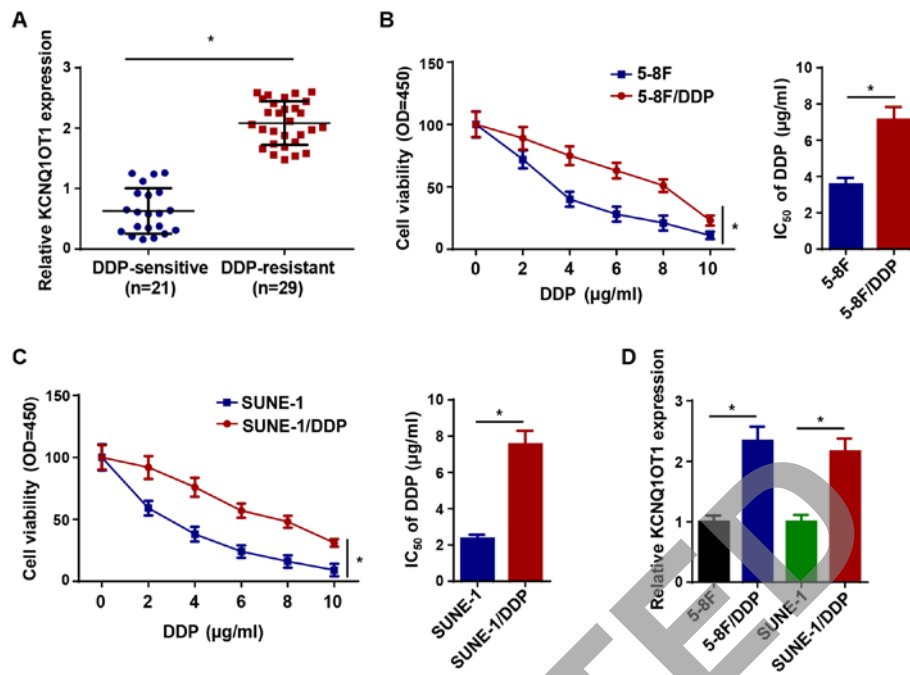 A
*
Relative KCNQ1OT1 expression
3
2
1
0
DDP-sensitive
(n=21)
DDP-resistant
(n=29)
B
5-8F
5-8F/DDP
Cell viability (OD=450)
150
100
50
0
*
0 2 4 6 8 10
DDP (μg/ml)
IC50 of DDP (μg/ml)
8
6
4
2
0
*
5-8F
5-8F/DDP
C
SUNE-1
SUNE-1/DDP
Cell viability (OD=450)
150
100
50
0
*
0 2 4 6 8 10
DDP (μg/ml)
IC50 of DDP (μg/ml)
10
8
6
4
2
0
*
SUNE-1
SUNE-1/DDP
D
Relative KCNQ1OT1 expression
3
2
1
0
* *
5-8F
5-8F/DDP
SUNE-1
SUNE-1/DDP
TED